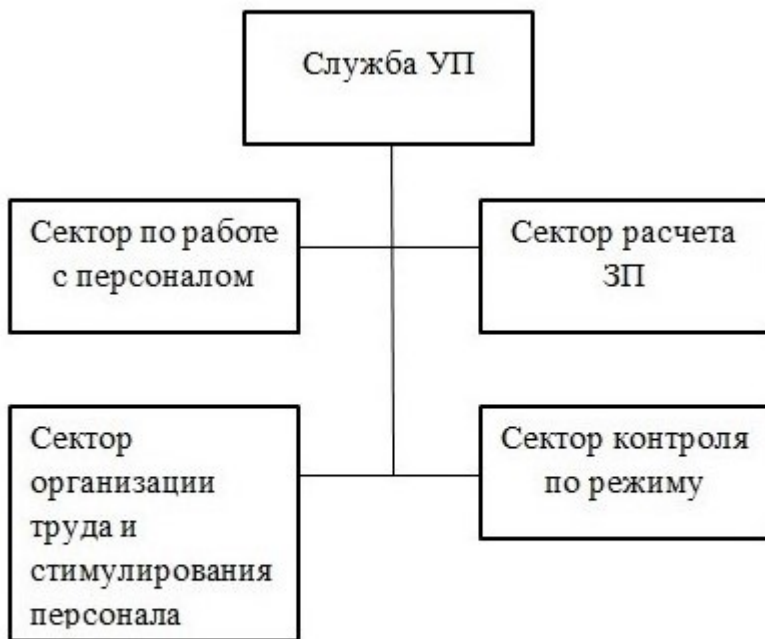 Служба УП
Сектор по работе
с персоналом
Сектор расчета
ЗП
Сектор
организации
труда и
стимулирования
персонала
Сектор контроля
по режиму